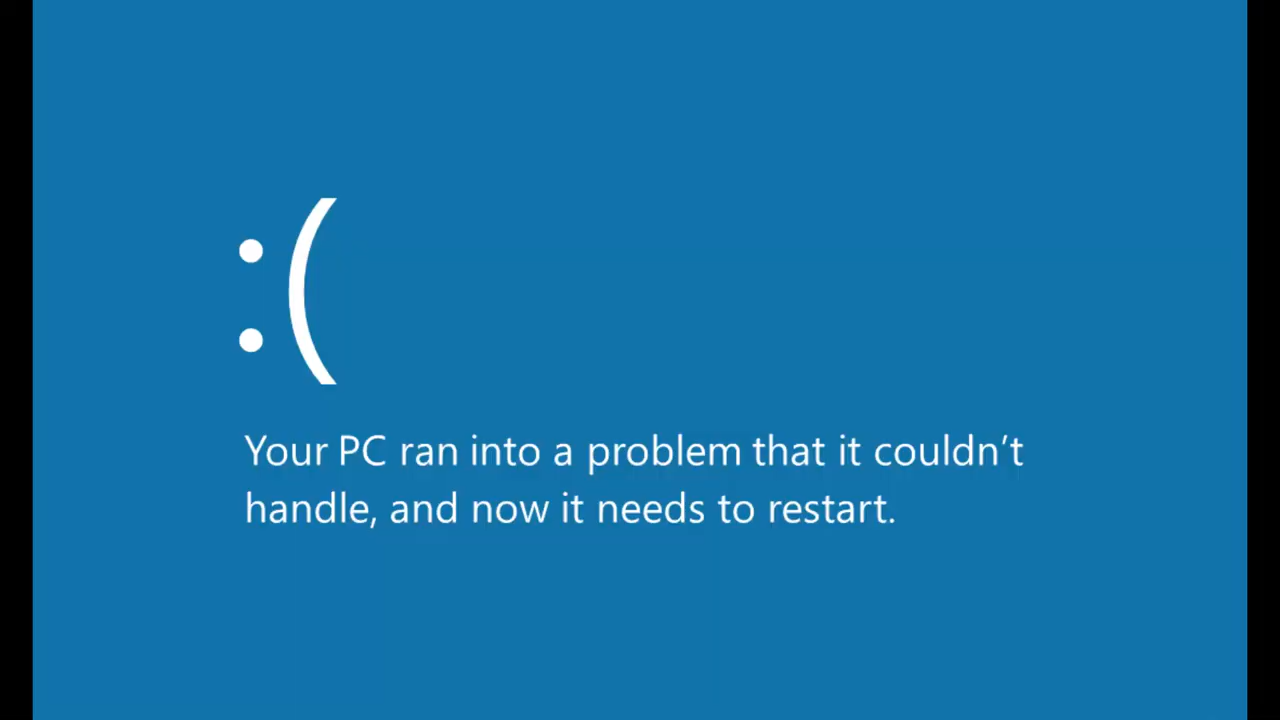 :(
Your PC ran into a problem that it couldn’t
handle, and now it needs to restart.